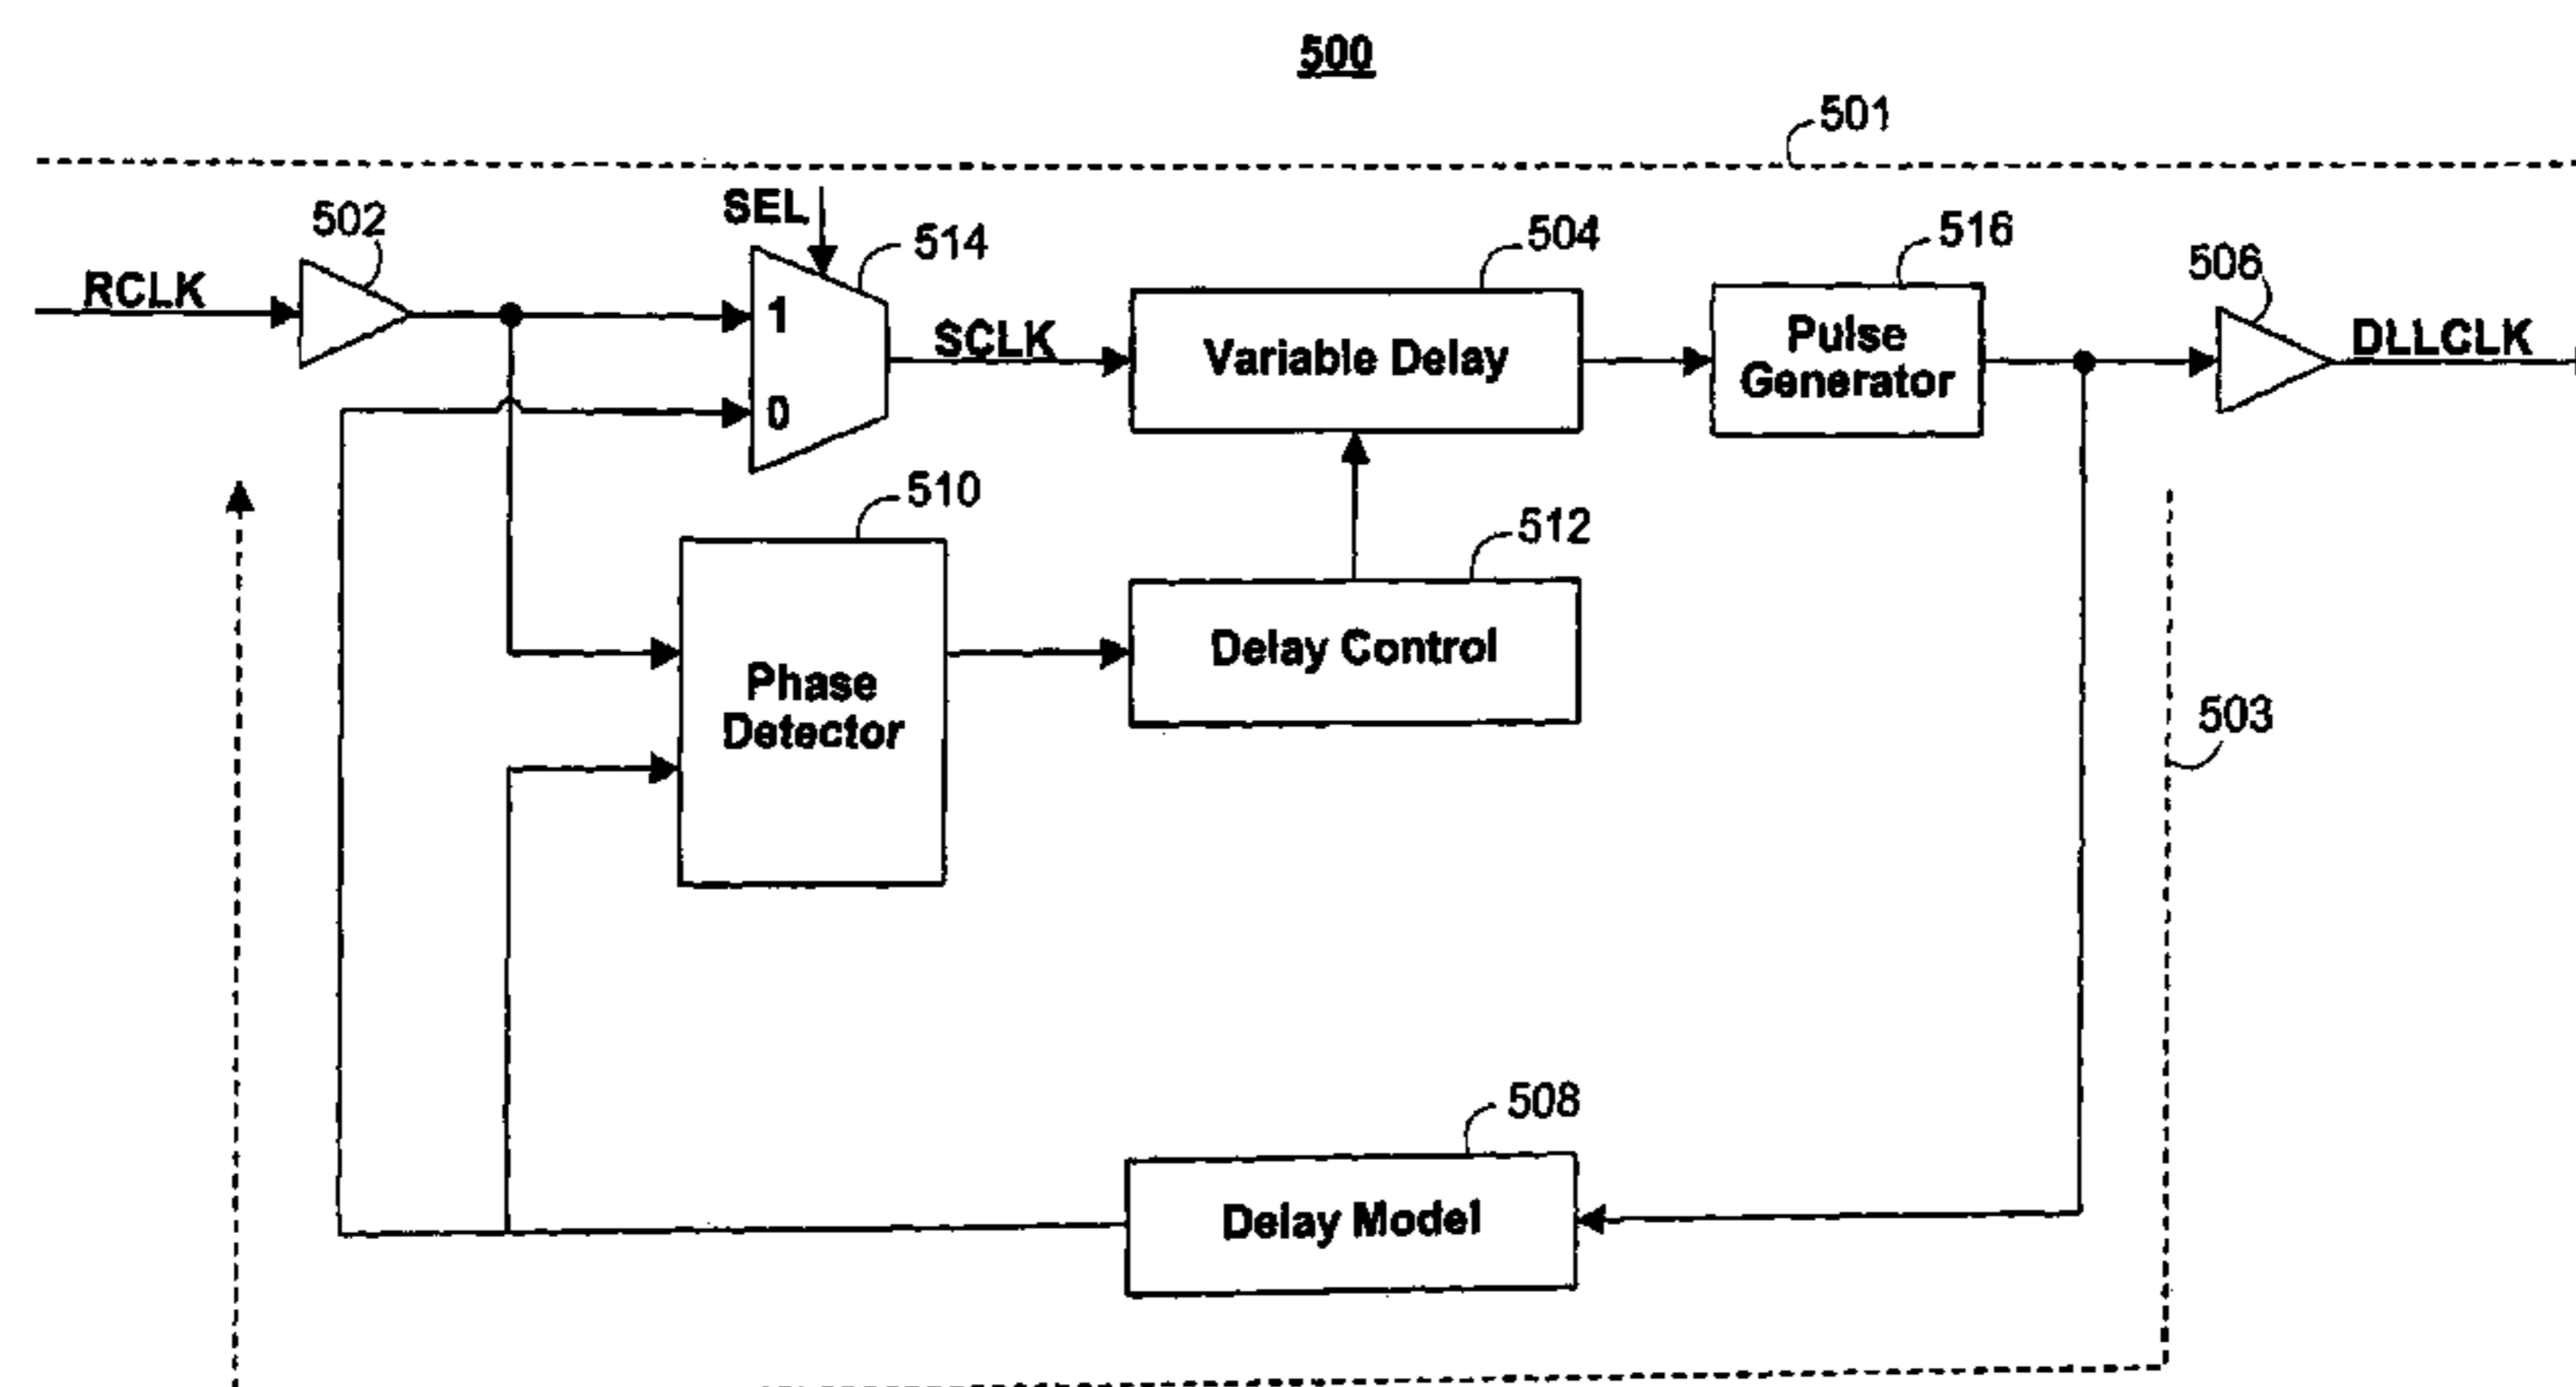 500
501
502
SEL
514
504
516
506
RCLK
1
SCLK
Variable Delay
Pulse
Generator
DLLCLK
0
510
512
Phase
Detector
Delay Control
503
508
Delay Model